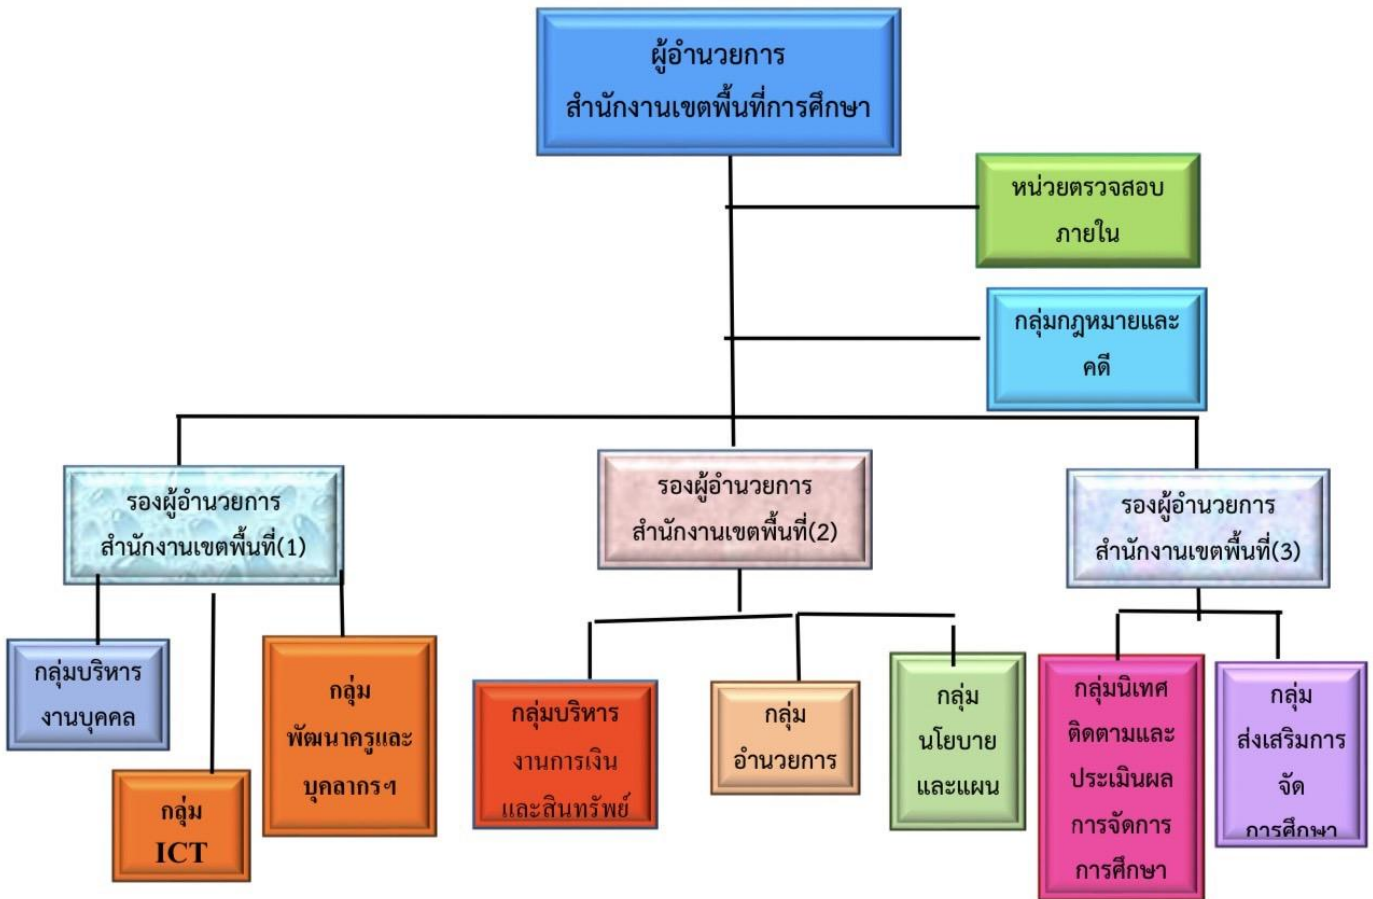 ผู้อำนวยการ
สำนักงานเขตพื้นที่การศึกษา
หน่วยตรวจสอบ
ภายใน
กลุ่มกฎหมายและ
คดี
รองผู้อำนวยการ
สำนักงานเขตพื้นที่(1)
รองผู้อำนวยการ
สำนักงานเขตพื้นที่(2)
รองผู้อำนวยการ
สำนักงานเขตพื้นที่(3)
กลุ่มบริหาร
งานบุคคล
กลุ่ม
ICT
กลุ่ม
พัฒนาครูและ
บุคลากรฯ
กลุ่มบริหาร
งานการเงิน
และสินทรัพย์
กลุ่ม
อำนวยการ
กลุ่ม
นโยบาย
และแผน
กลุ่มนิเทศ
ติดตามและ
ประเมินผล
การจัดการ
การศึกษา
กลุ่ม
ส่งเสริมการ
จัด
การศึกษา